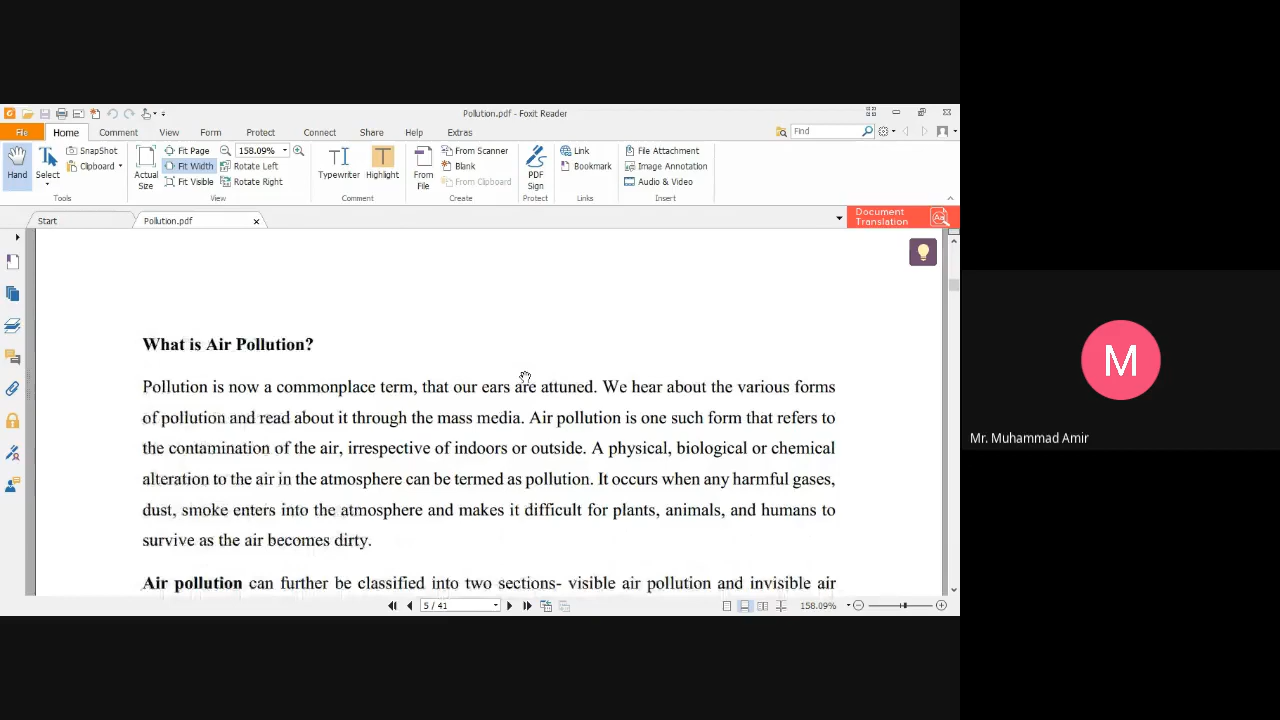 Pollution.pdf - Foxit Reader
File Home Comment View Form Protect Connect Share Help Extras
Find
Hand
Select
SnapShot
Clipboard
Tools
Actual Size
Fit Page
Fit Width
Fit Visible
158.09%
Rotate Left
Rotate Right
View
Typewriter
Highlight
Comment
From File
From Scanner
Blank
From Clipboard
Create
PDF Sign
Protect
Link
Bookmark
Links
File Attachment
Image Annotation
Audio & Video
Insert
Start
Pollution.pdf
Document Translation
What is Air Pollution?
Pollution is now a commonplace term, that our ears are attuned. We hear about the various forms
of pollution and read about it through the mass media. Air pollution is one such form that refers to
the contamination of the air, irrespective of indoors or outside. A physical, biological or chemical
alteration to the air in the atmosphere can be termed as pollution. It occurs when any harmful gases,
dust, smoke enters into the atmosphere and makes it difficult for plants, animals, and humans to
survive as the air becomes dirty.
Air pollution can further be classified into two sections- visible air pollution and invisible air
5 / 41
158.09%
M
Mr. Muhammad Amir